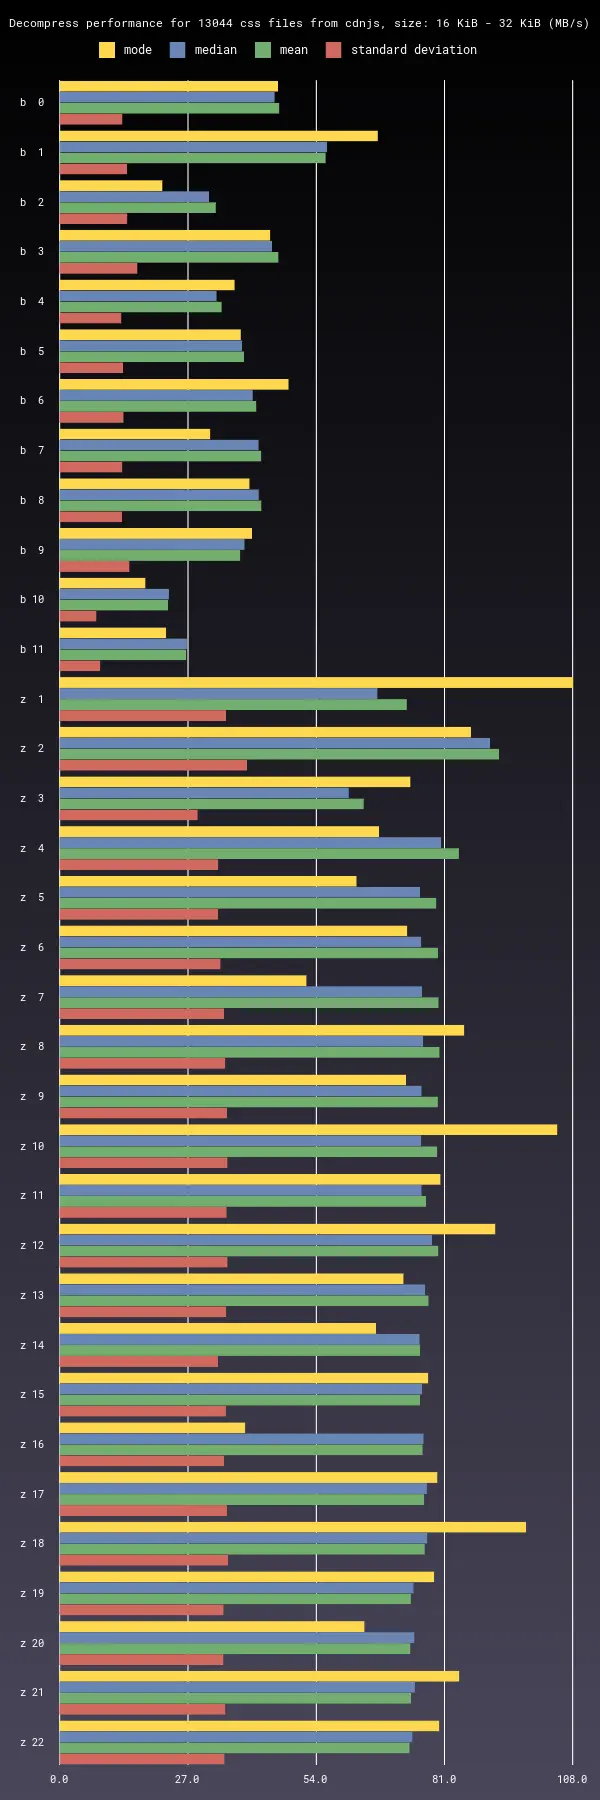 Decompress performance for 13044 css files from cdnjs, size: 16 KiB - 32 KiB (MB/s)
mode median mean standard deviation
b 0
b 1
b 2
b 3
b 4
b 5
b 6
b 7
b 8
b 9
b 10
b 11
z 1
z 2
z 3
z 4
z 5
z 6
z 7
z 8
z 9
z 10
z 11
z 12
z 13
z 14
z 15
z 16
z 17
z 18
z 19
z 20
z 21
z 22
0.0 27.0 54.0 81.0 108.0